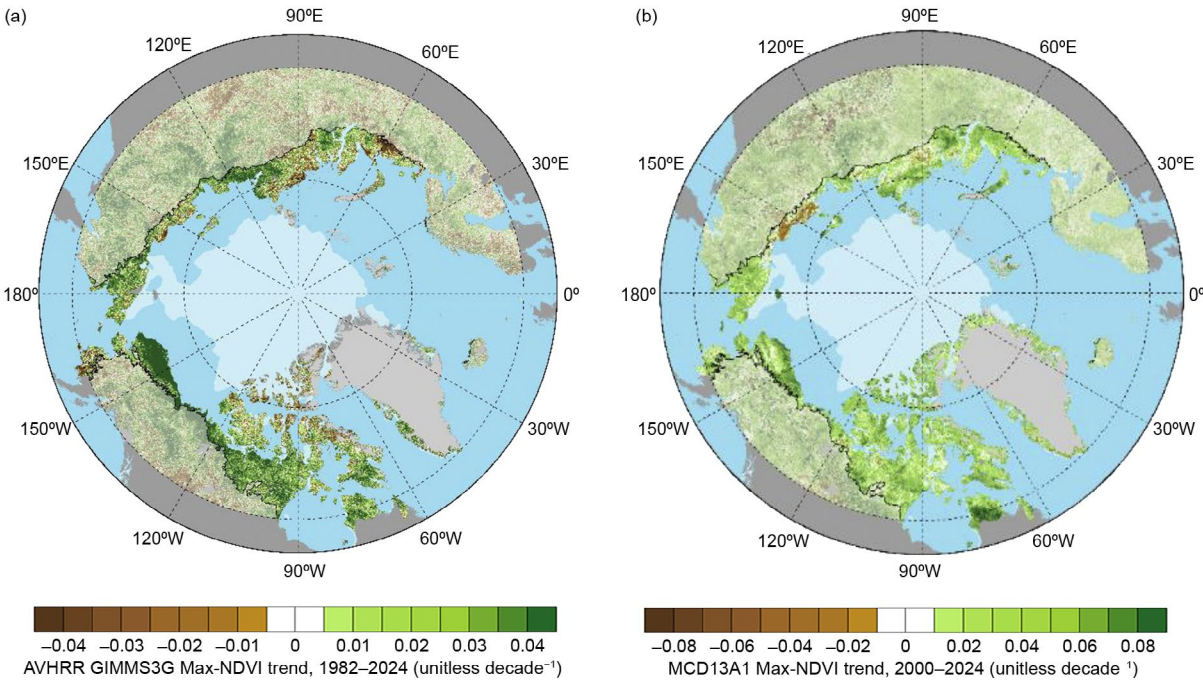 (a)
90ºE
120ºE
60ºE
150ºE
30ºE
180º
0º
150ºW
30ºW
120ºW
60ºW
90ºW
–0.04 –0.03 –0.02 –0.01 0 0.01 0.02 0.03 0.04
AVHRR GIMMS3G Max-NDVI trend, 1982–2024 (unitless decade⁻¹)
(b)
90ºE
120ºE
60ºE
150ºE
30ºE
180º
0º
150ºW
30ºW
120ºW
60ºW
90ºW
–0.08 –0.06 –0.04 –0.02 0 0.02 0.04 0.06 0.08
MCD13A1 Max-NDVI trend, 2000–2024 (unitless decade ¹)